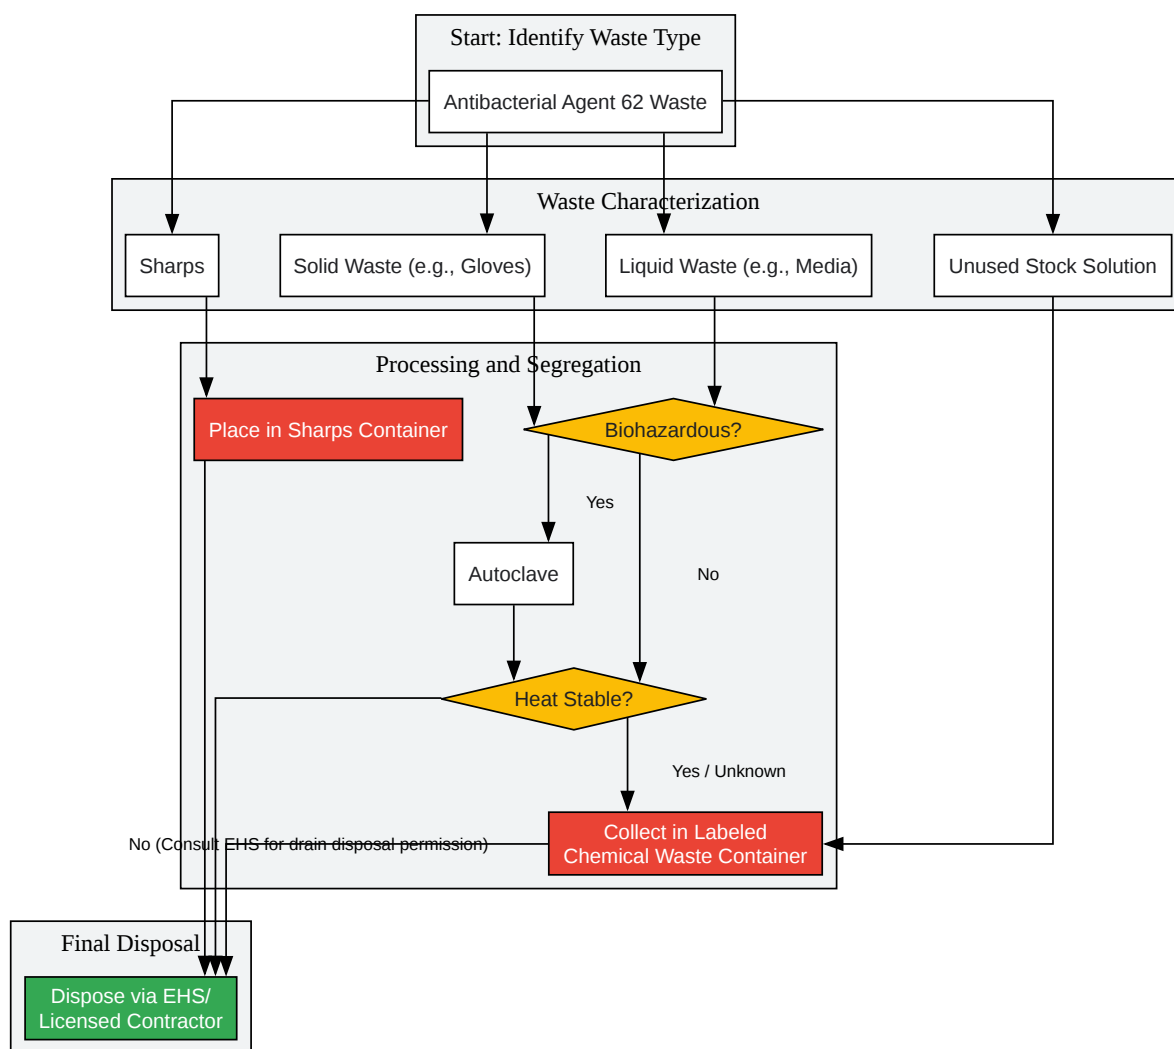 Start: Identify Waste Type
Antibacterial Agent 62 Waste
Waste Characterization
Sharps
Solid Waste (e.g., Gloves)
Liquid Waste (e.g., Media)
Unused Stock Solution
Processing and Segregation
Place in Sharps Container
Biohazardous?
Yes
Autoclave
No
Heat Stable?
Yes / Unknown
Collect in Labeled
Chemical Waste Container
No (Consult EHS for drain disposal permission)
Final Disposal
Dispose via EHS/
Licensed Contractor